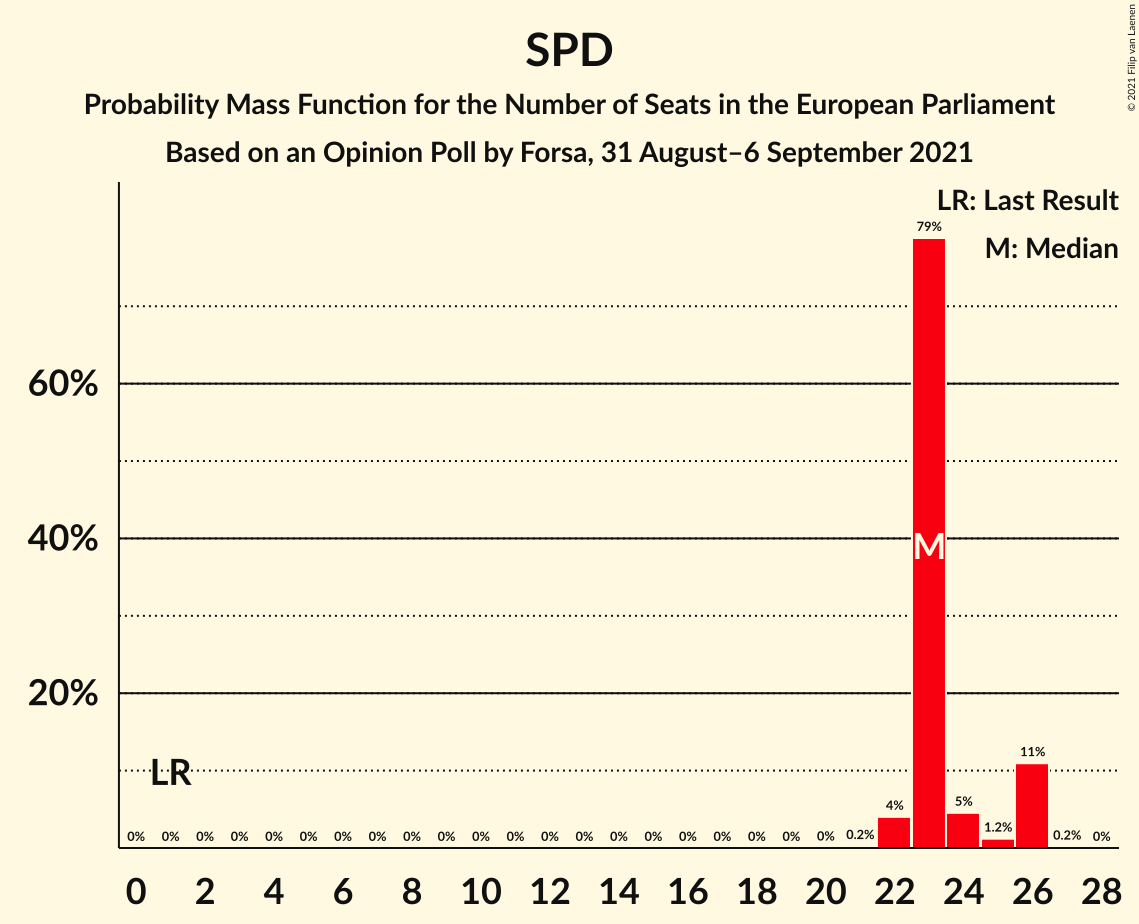 SPD
Probability Mass Function for the Number of Seats in the European Parliament
Based on an Opinion Poll by Forsa, 31 August–6 September 2021
© 2021 Filip van Laenen
LR: Last Result
M: Median
79%
60%
40%
M
20%
LR
0% 0% 0% 0% 0% 0% 0% 0% 0% 0% 0% 0% 0% 0% 0% 0% 0% 0% 0% 0% 0% 0.2% 4% 5% 1.2% 11% 0.2% 0%
0 2 4 6 8 10 12 14 16 18 20 22 24 26 28